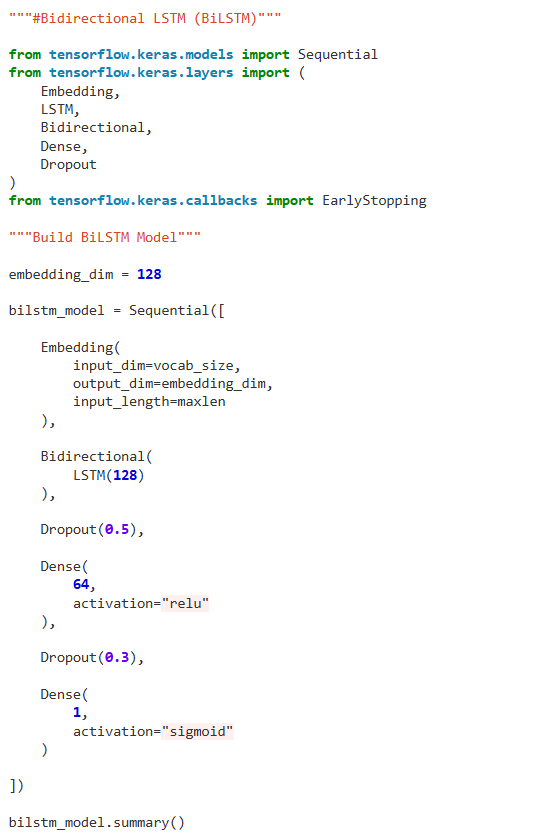 """#Bidirectional LSTM (BiLSTM)"""
from tensorflow.keras.models import Sequential
from tensorflow.keras.layers import (
    Embedding,
    LSTM,
    Bidirectional,
    Dense,
    Dropout
)
from tensorflow.keras.callbacks import EarlyStopping
"""Build BiLSTM Model"""
embedding_dim = 128
bilstm_model = Sequential([
    Embedding(
        input_dim=vocab_size,
        output_dim=embedding_dim,
        input_length=maxlen
    ),
    Bidirectional(
        LSTM(128)
    ),
    Dropout(0.5),
    Dense(
        64,
        activation="relu"
    ),
    Dropout(0.3),
    Dense(
        1,
        activation="sigmoid"
    )
])
bilstm_model.summary()